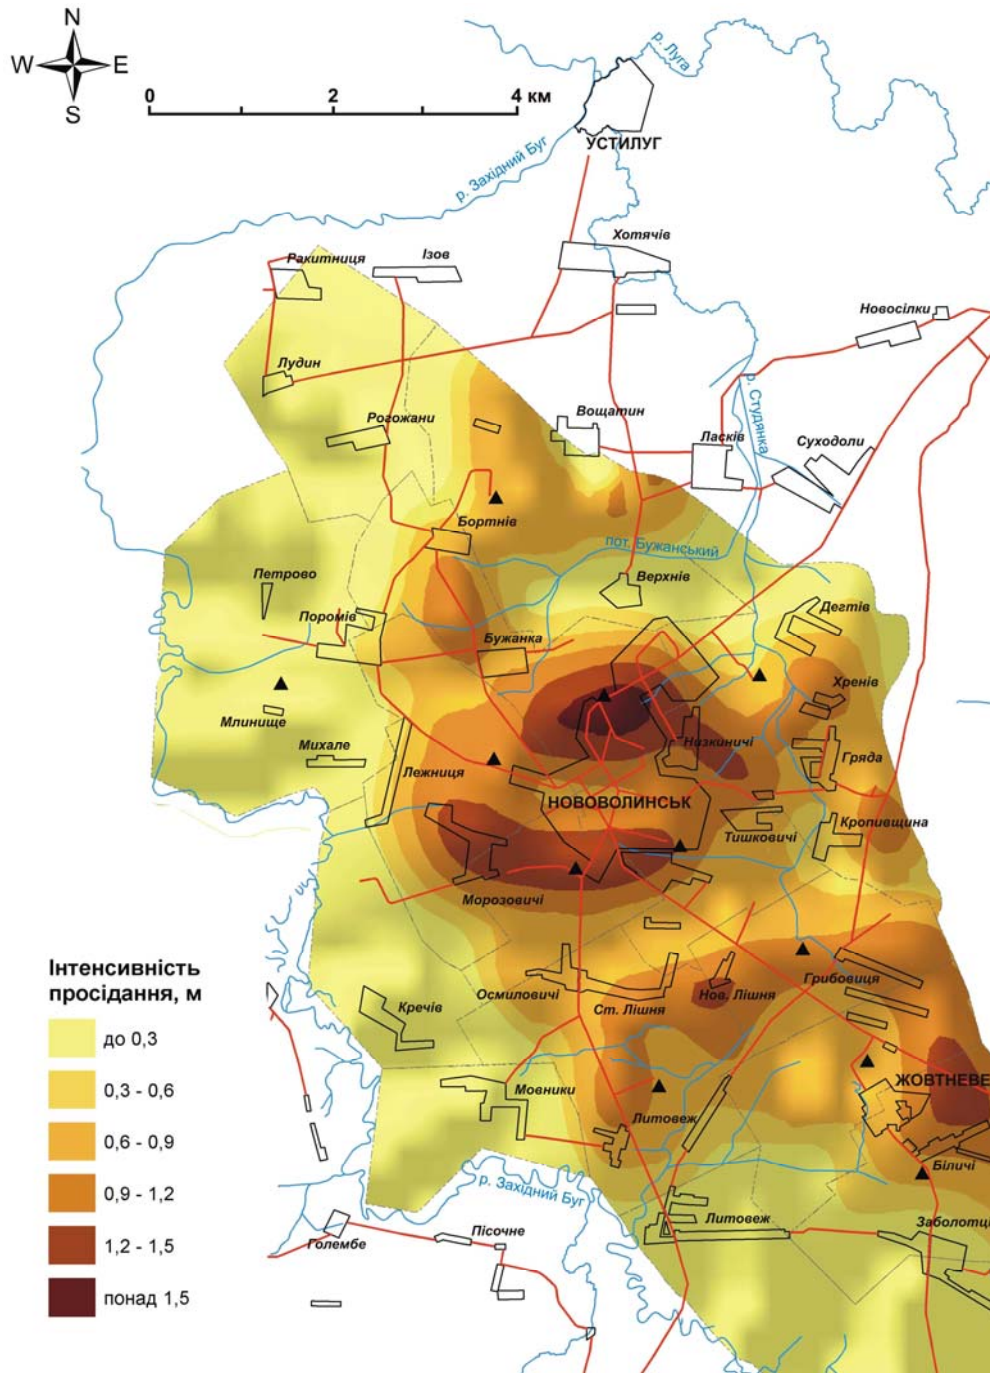 N
W E
S
0 2 4 км
р. Луга
УСТИЛУГ
р. Західний Буг
Хотячів
Ізов
Ракитниця
Новосілки
Лудин
р. Студянка
Вощатин
Рогожани
Ласків
Суходоли
Бортнів
пот. Бужанський
Петрово
Верхнів
Дегтів
Поромів
Бужанка
Хренів
Млинище
Низкиничі
Михале
Гряда
Лежниця
НОВОВОЛИНСЬК
Кропивщина
Тишковичі
Морозовичі
Інтенсивність
просідання, м
до 0,3
0,3 - 0,6
0,6 - 0,9
0,9 - 1,2
1,2 - 1,5
понад 1,5
Грибовиця
Нов. Лішня
Осмиловичі
Ст. Лішня
Кречів
ЖОВТНЕВЕ
Мовники
Литовеж
Біличі
р. Західний Буг
Литовеж
Заболотці
Пісочне
Голембе